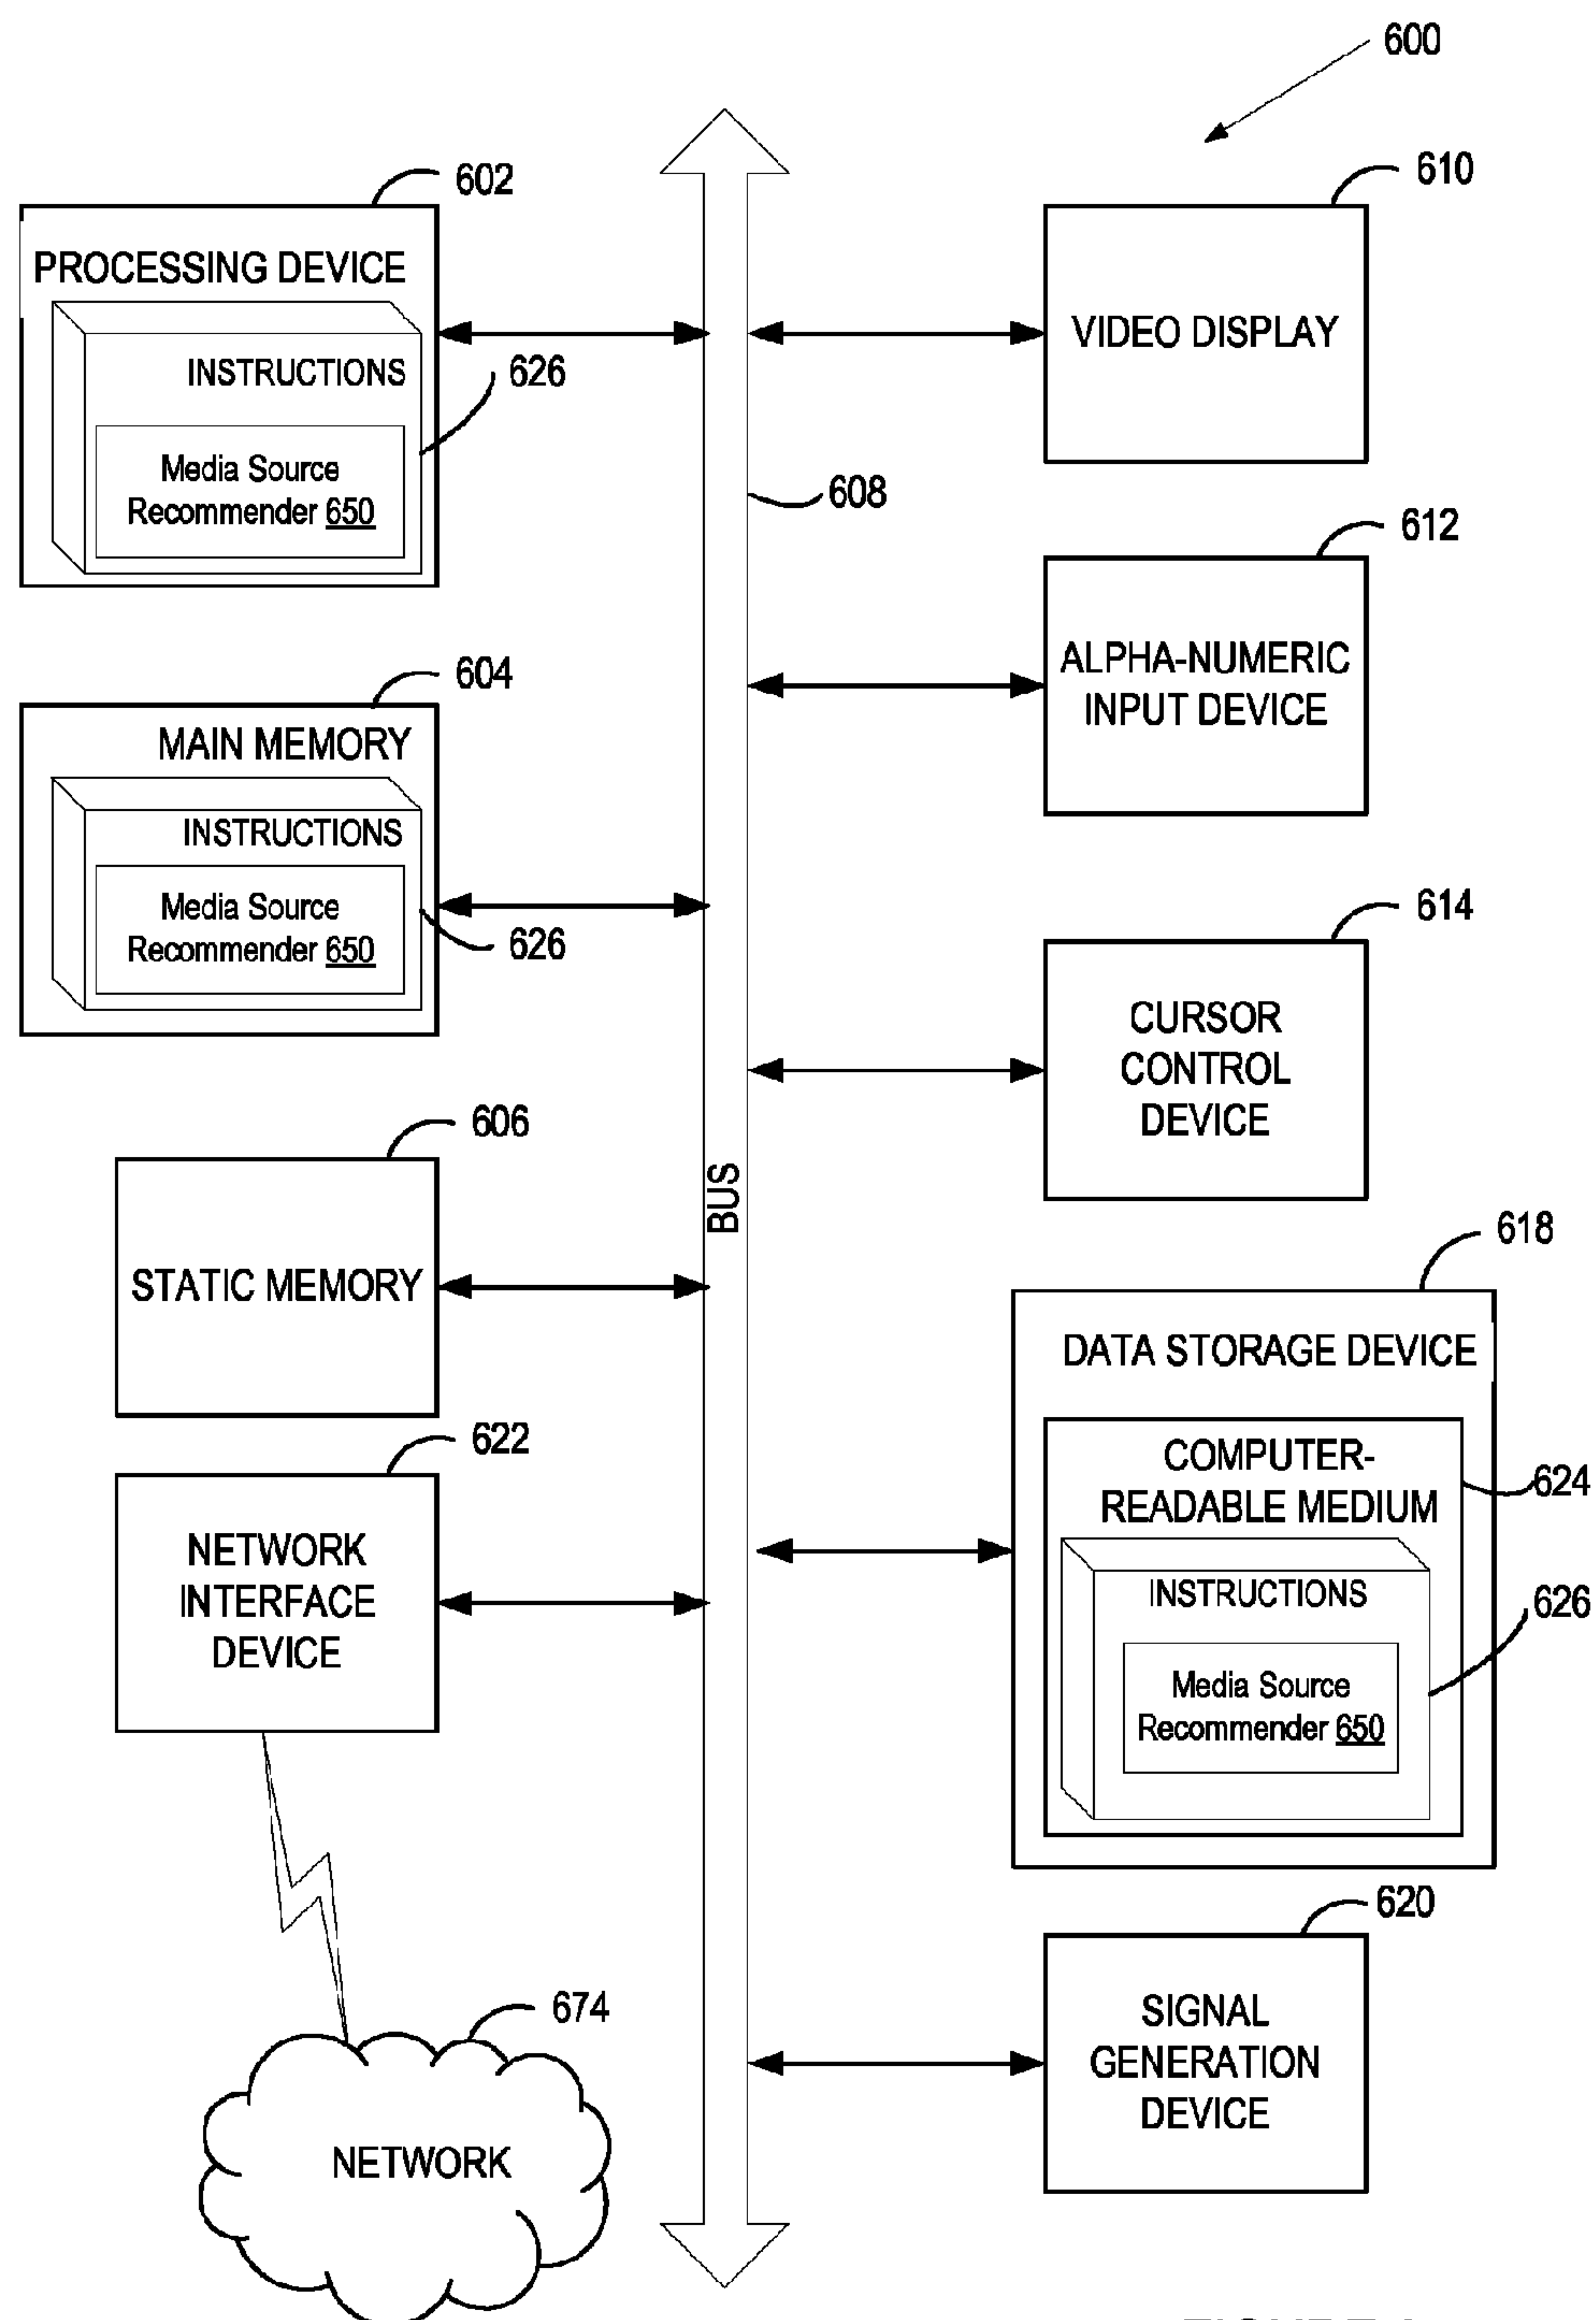 600
602
PROCESSING DEVICE
INSTRUCTIONS
626
Media Source
Recommender 650
604
MAIN MEMORY
INSTRUCTIONS
Media Source
Recommender 650
626
606
STATIC MEMORY
622
NETWORK
INTERFACE
DEVICE
674
NETWORK
BUS
608
610
VIDEO DISPLAY
612
ALPHA-NUMERIC
INPUT DEVICE
614
CURSOR
CONTROL
DEVICE
618
DATA STORAGE DEVICE
COMPUTER-
READABLE MEDIUM
624
INSTRUCTIONS
626
Media Source
Recommender 650
620
SIGNAL
GENERATION
DEVICE